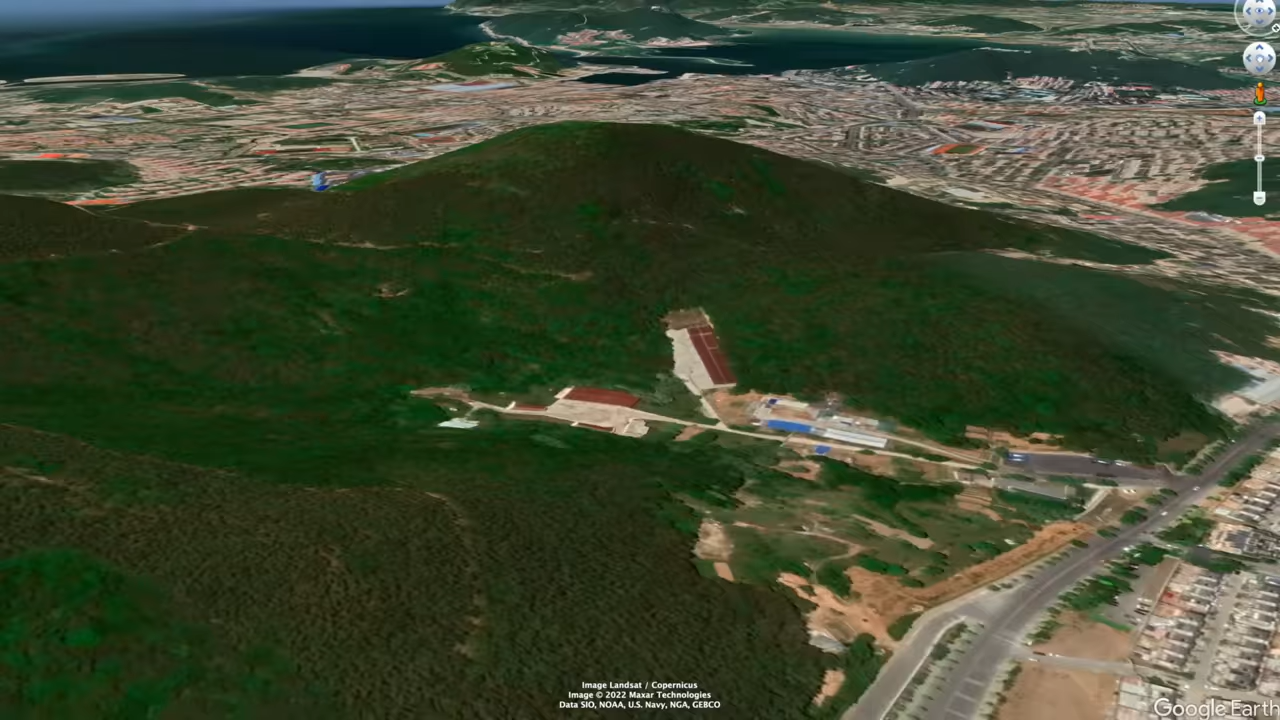 Image Landsat / Copernicus
Image © 2022 Maxar Technologies
Data SIO, NOAA, U.S. Navy, NGA, GEBCO
Google Earth